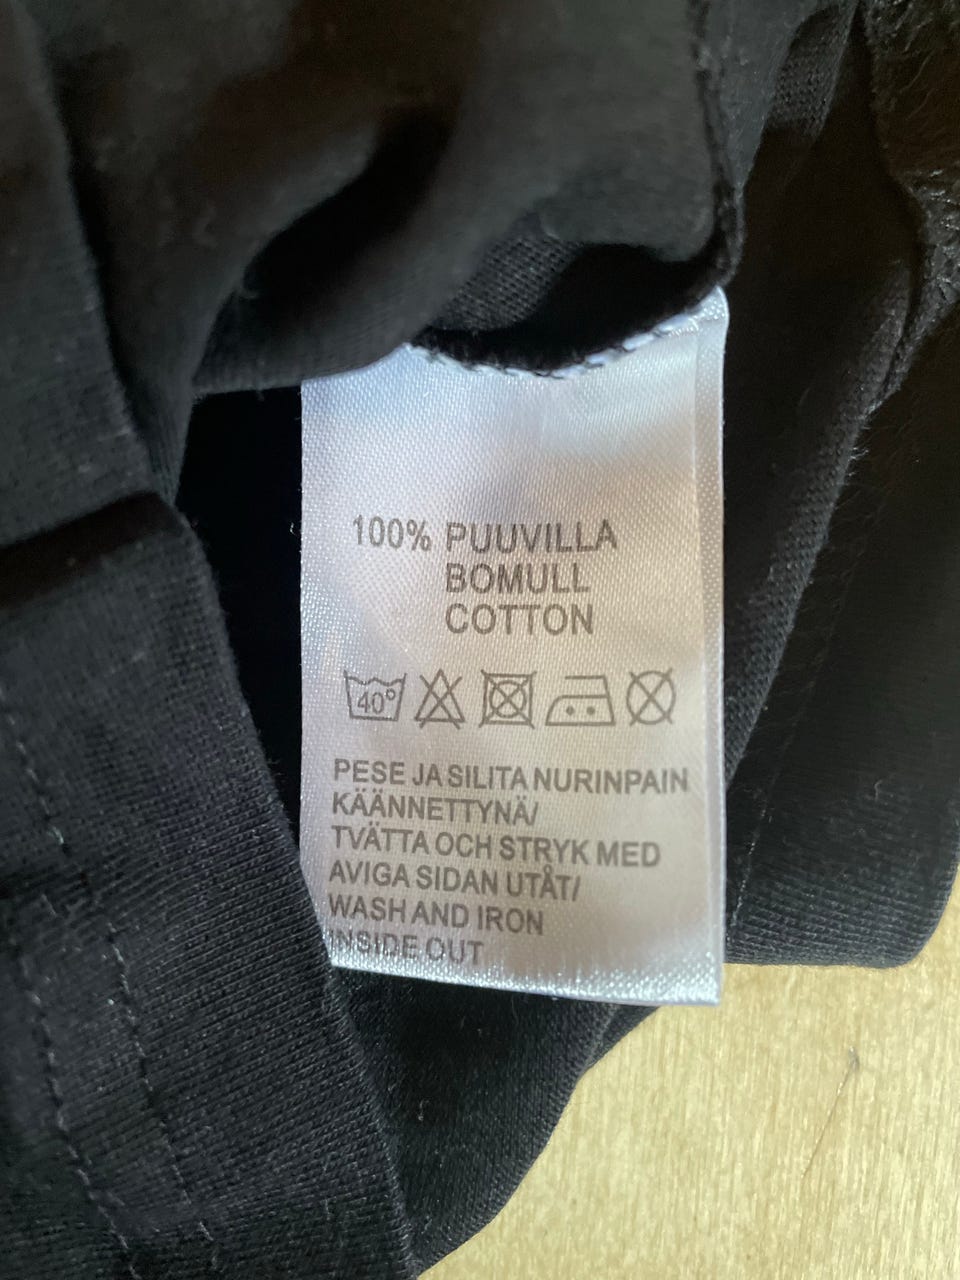 100% PUUVILLA
BOMULL
COTTON
40°
PESE JA SILITA NURINPAIN
KÄÄNNETTYNÄ/
TVÄTTA OCH STRYK MED
AVIGA SIDAN UTÅT/
WASH AND IRON
INSIDE OUT